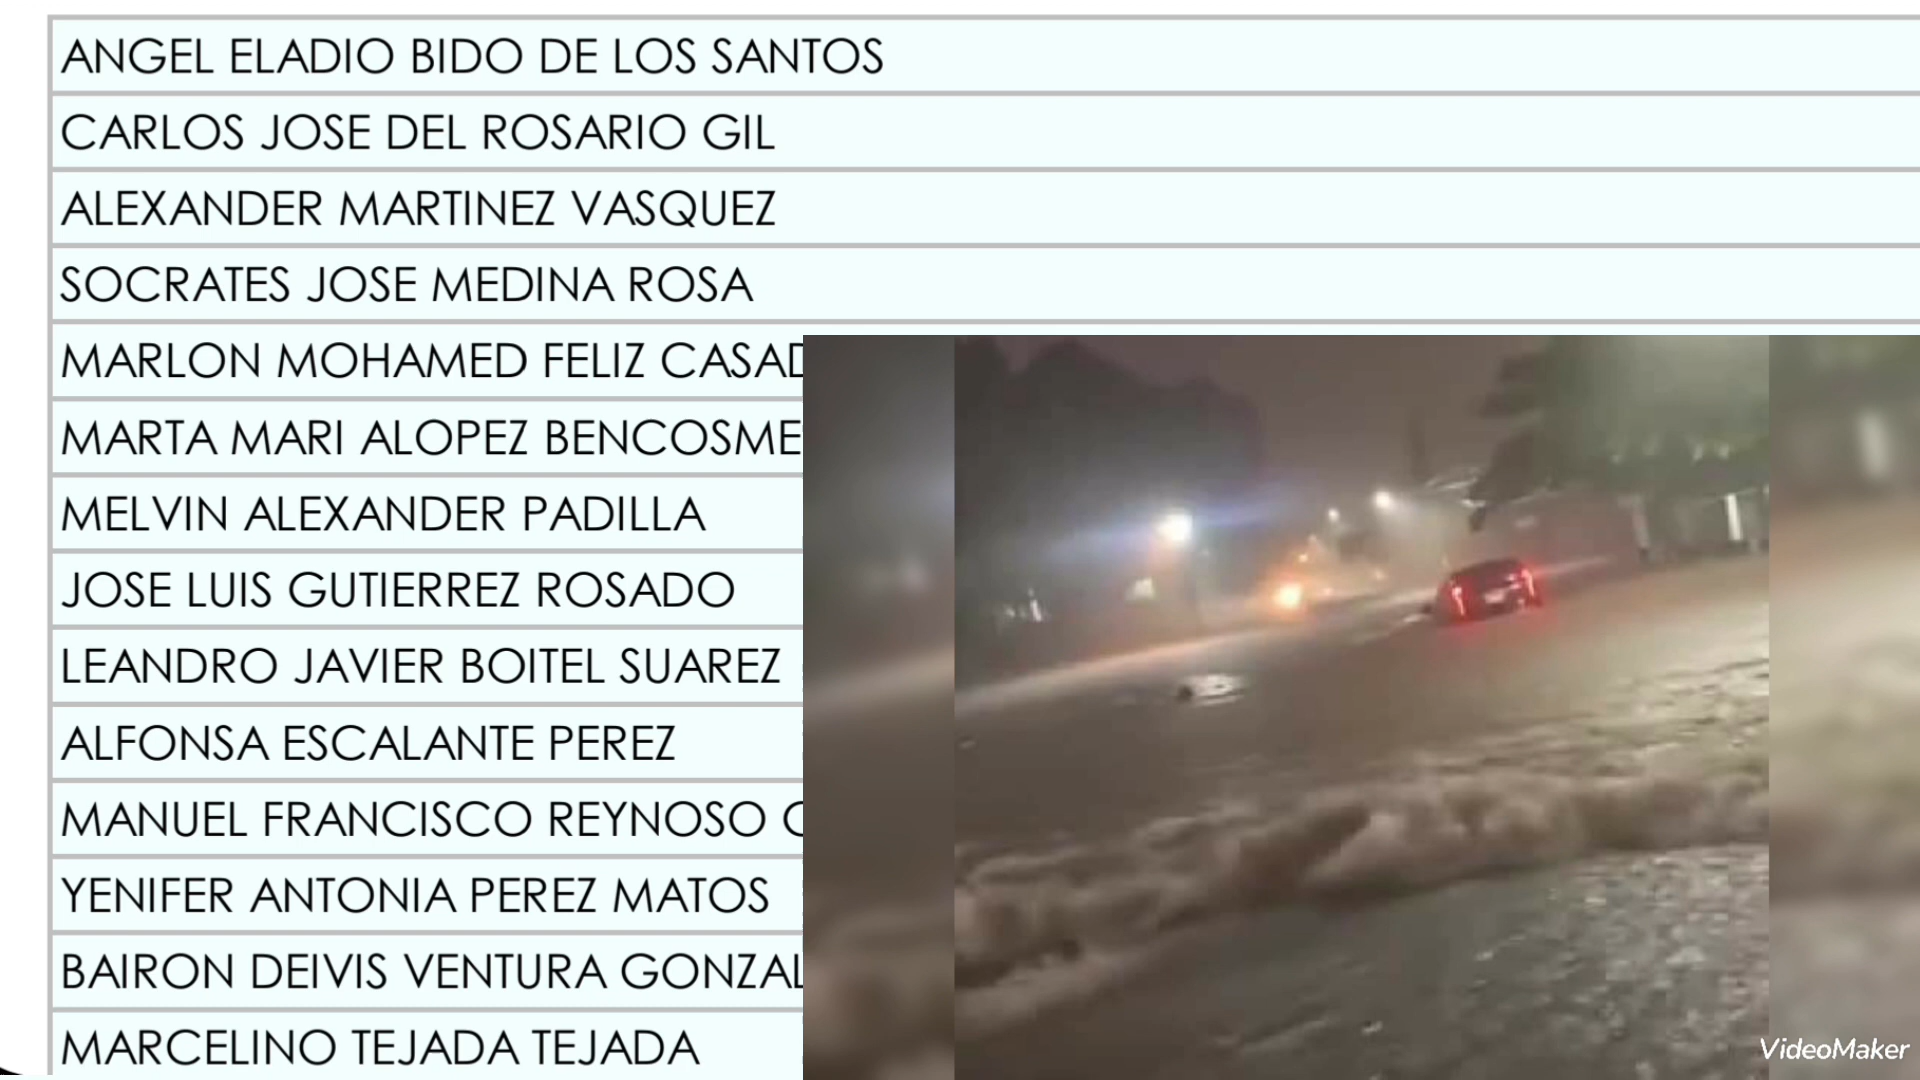 ANGEL ELADIO BIDO DE LOS SANTOS
CARLOS JOSE DEL ROSARIO GIL
ALEXANDER MARTINEZ VASQUEZ
SOCRATES JOSE MEDINA ROSA
MARLON MOHAMED FELIZ CASAD
MARTA MARI ALOPEZ BENCOSME
MELVIN ALEXANDER PADILLA
JOSE LUIS GUTIERREZ ROSADO
LEANDRO JAVIER BOITEL SUAREZ
ALFONSA ESCALANTE PEREZ
MANUEL FRANCISCO REYNOSO
YENIFER ANTONIA PEREZ MATOS
BAIRON DEIVIS VENTURA GONZAL
MARCELINO TEJADA TEJADA
VideoMaker